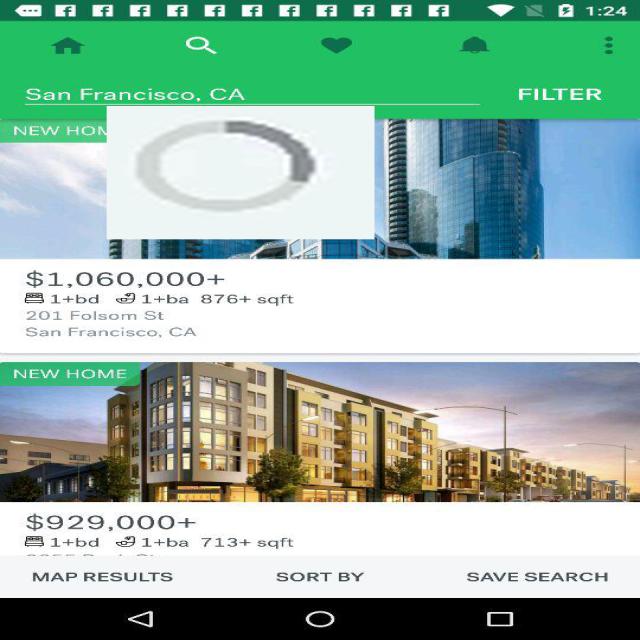 1:24
San Francisco, CA
FILTER
NEW HOM
$1,060,000+
1+bd 1+ba 876+ sqft
201 Folsom St
San Francisco, CA
NEW HOME
$929,000+
1+bd 1+ba 713+ sqft
MAP RESULTS
SORT BY
SAVE SEARCH